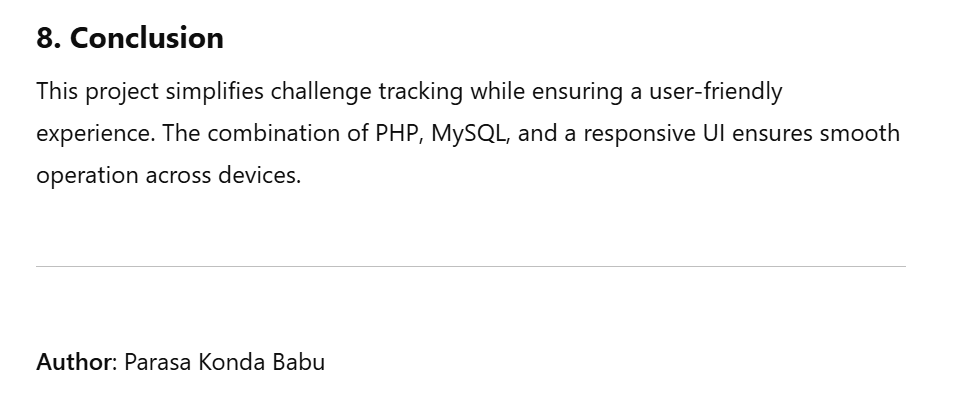 8. Conclusion
This project simplifies challenge tracking while ensuring a user-friendly
experience. The combination of PHP, MySQL, and a responsive UI ensures smooth
operation across devices.
Author: Parasa Konda Babu